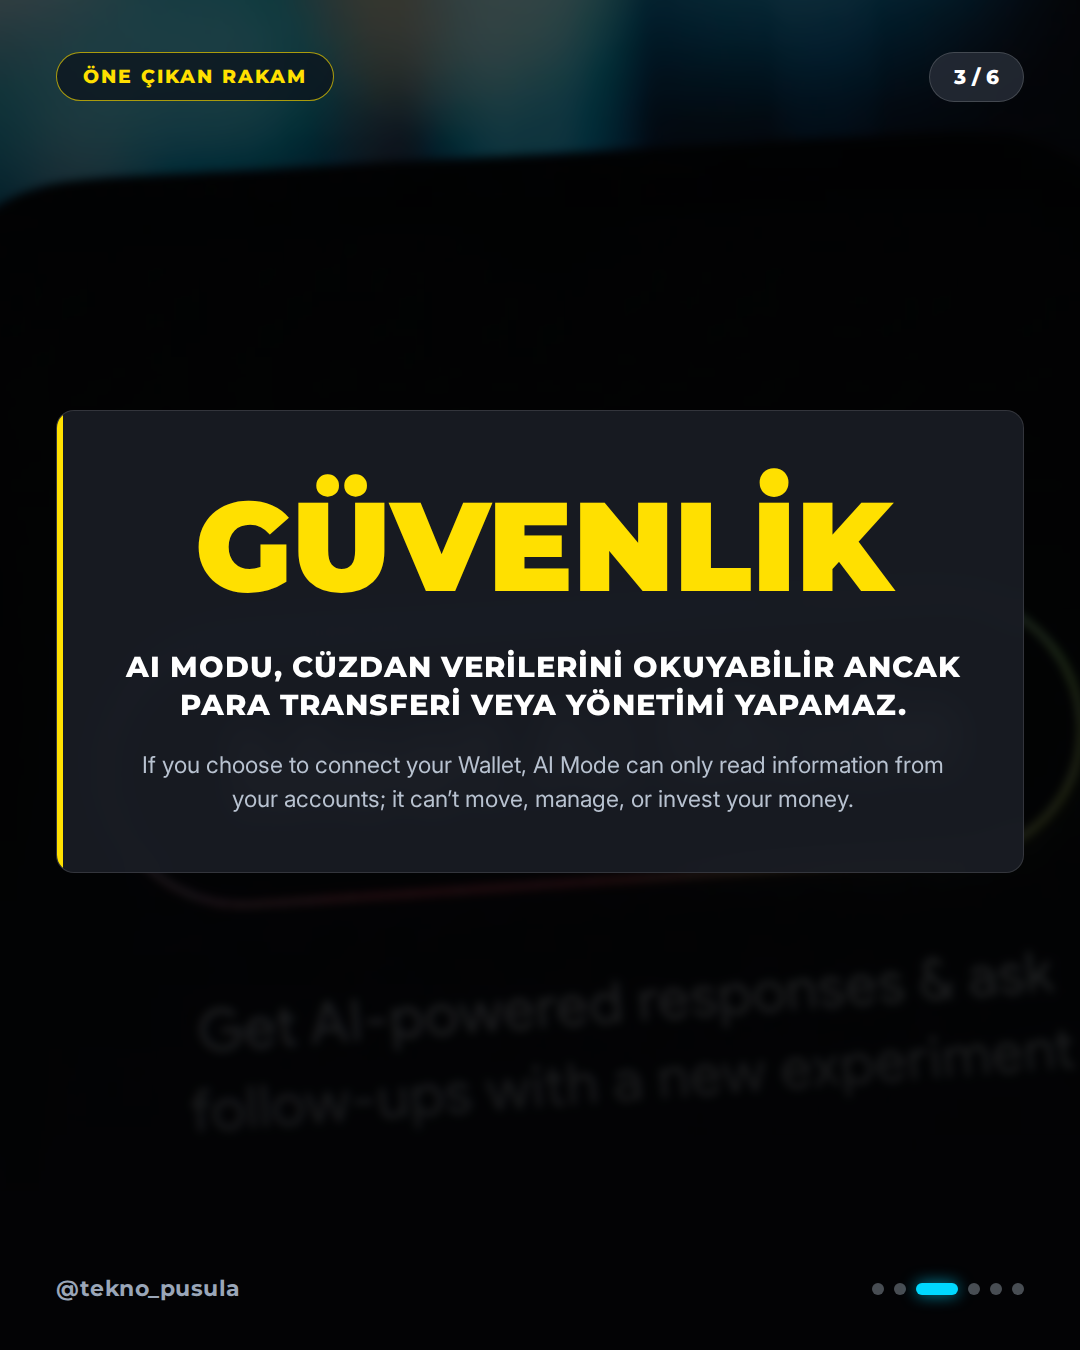 ÖNE ÇIKAN RAKAM
3 / 6
GÜVENLİK
AI MODU, CÜZDAN VERİLERİNİ OKUYABİLİR ANCAK
PARA TRANSFERİ VEYA YÖNETİMİ YAPAMAZ.
If you choose to connect your Wallet, AI Mode can only read information from
your accounts; it can’t move, manage, or invest your money.
Get AI-powered responses & ask
follow-ups with a new experiment
@tekno_pusula